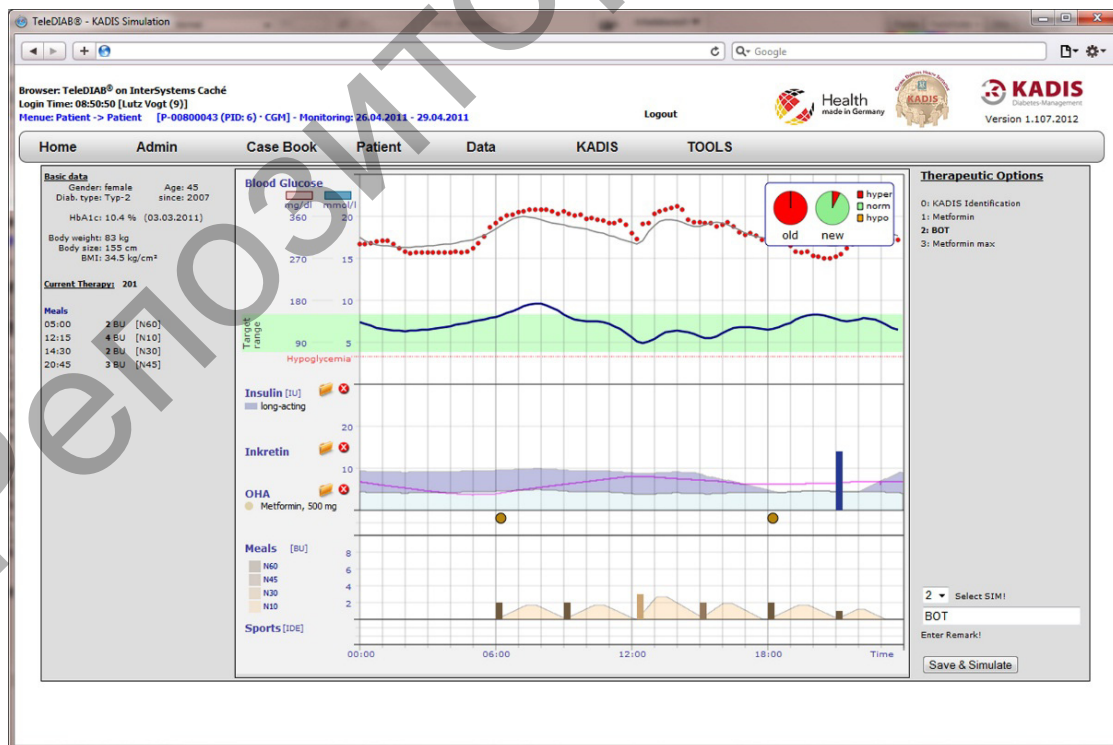 TeleDIAB® - KADIS Simulation
Google
Browser: TeleDIAB® on InterSystems Caché
Login Time: 08:50:50 [Lutz Vogt (9)]
Menue: Patient -> Patient [P-00800043 (PID: 6) · CGM] - Monitoring: 26.04.2011 - 29.04.2011
Logout
Health
made in Germany
KADIS
KADIS
Diabetes-Management
Version 1.107.2012
Home Admin Case Book Patient Data KADIS TOOLS
Basic data
Gender: female Age: 45
Diab. type: Typ-2 since: 2007
HbA1c: 10.4 % (03.03.2011)
Body weight: 83 kg
Body size: 155 cm
BMI: 34.5 kg/cm²
Current Therapy: 201
Meals
05:00 2 BU [N60]
12:15 4 BU [N10]
14:30 2 BU [N30]
20:45 3 BU [N45]
Blood Glucose
mg/dl mmol/l
360 20
270 15
180 10
90 5
Target range
Hypoglycemia
hyper
norm
hypo
old new
Insulin [IU]
long-acting
20
Inkretin
10
OHA
0
Metformin, 500 mg
Meals [BU]
8
N60
6
N45
4
N30
2
N10
Sports [IDE]
00:00 06:00 12:00 18:00 Time
Therapeutic Options
0: KADIS Identification
1: Metformin
2: BOT
3: Metformin max
2 Select SIM!
BOT
Enter Remark!
Save & Simulate